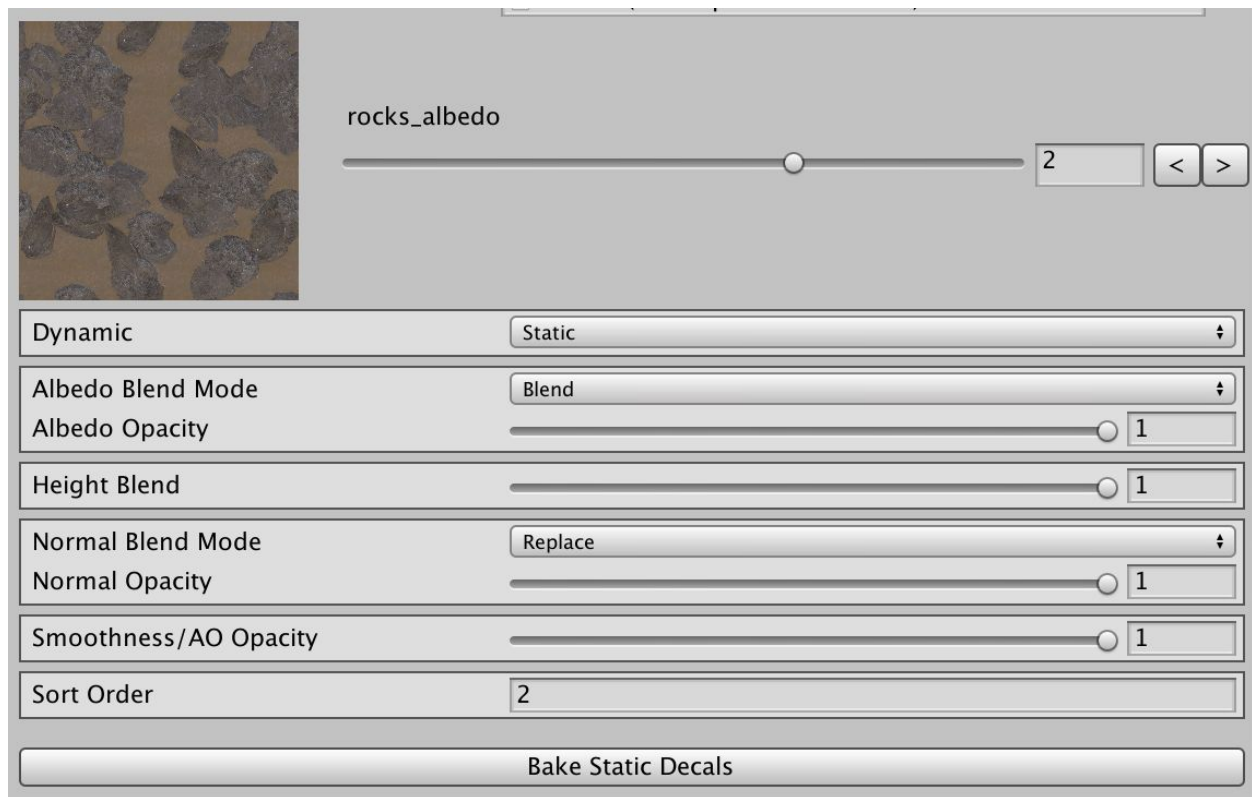 rocks_albedo
2 < >
Dynamic Static
Albedo Blend Mode Blend
Albedo Opacity 1
Height Blend 1
Normal Blend Mode Replace
Normal Opacity 1
Smoothness/AO Opacity 1
Sort Order 2
Bake Static Decals